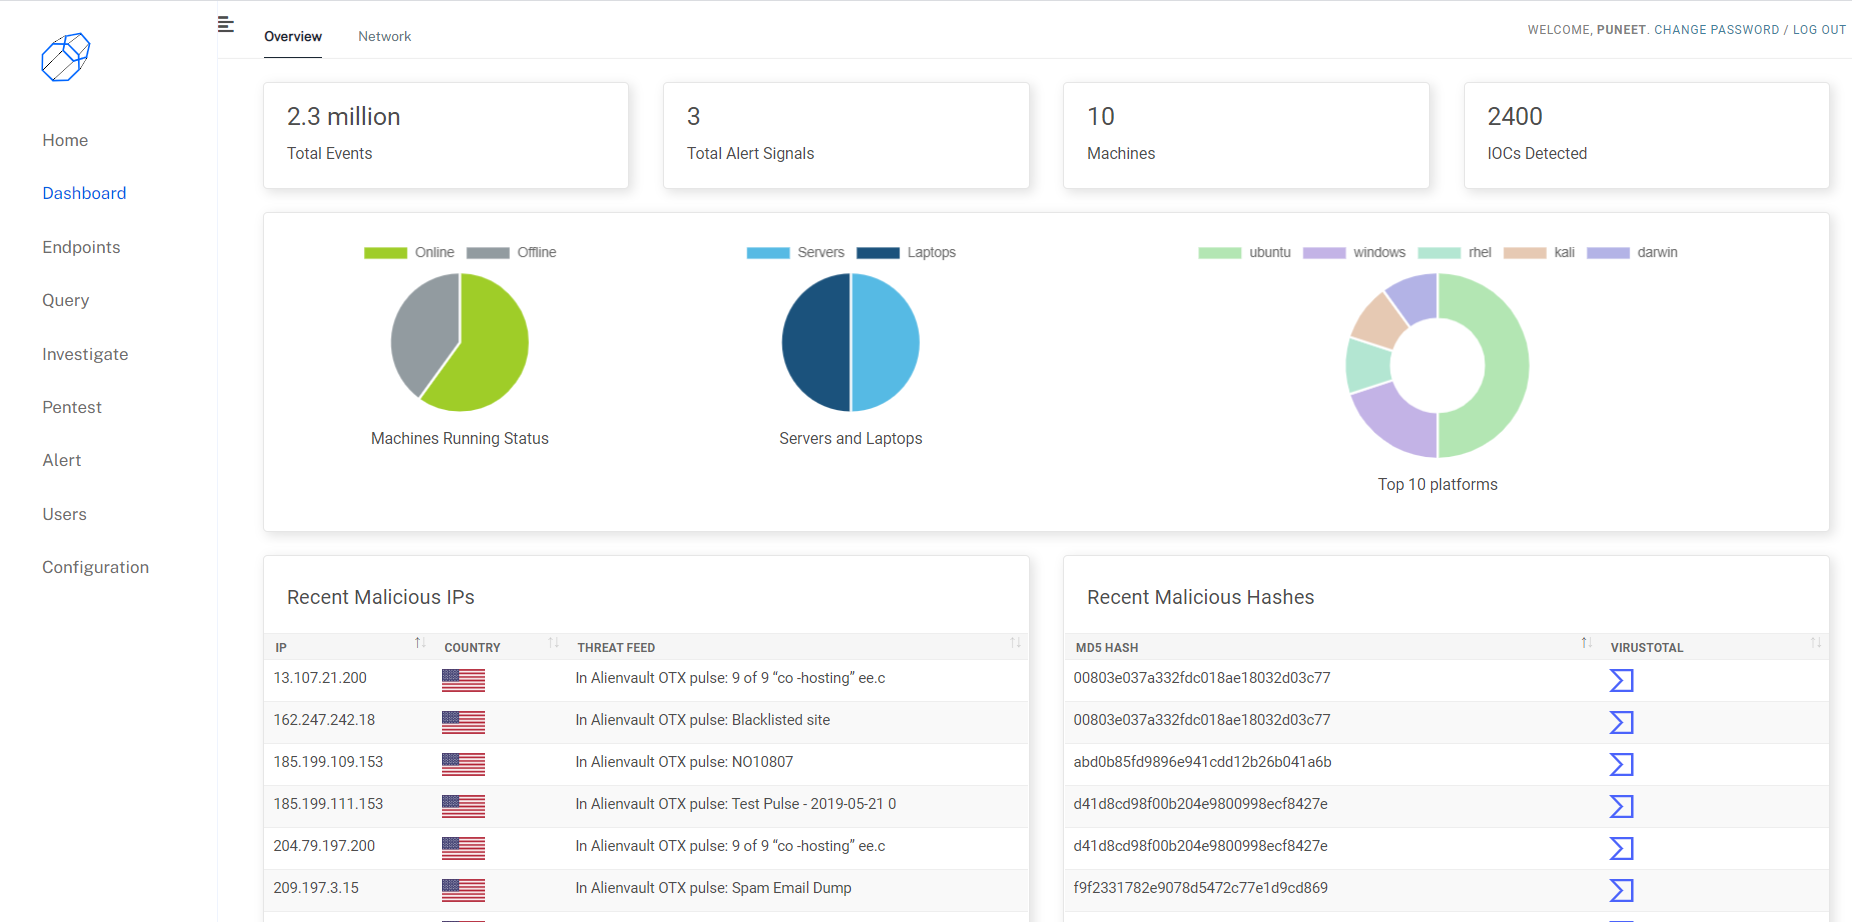 Overview
Network
WELCOME, PUNEET. CHANGE PASSWORD / LOG OUT
Home
Dashboard
Endpoints
Query
Investigate
Pentest
Alert
Users
Configuration
2.3 million
Total Events
3
Total Alert Signals
10
Machines
2400
IOCs Detected
Online Offline
Machines Running Status
Servers Laptops
Servers and Laptops
ubuntu windows rhel kali darwin
Top 10 platforms
Recent Malicious IPs
IP COUNTRY THREAT FEED
13.107.21.200 In Alienvault OTX pulse: 9 of 9 “co -hosting” ee.c
162.247.242.18 In Alienvault OTX pulse: Blacklisted site
185.199.109.153 In Alienvault OTX pulse: NO10807
185.199.111.153 In Alienvault OTX pulse: Test Pulse - 2019-05-21 0
204.79.197.200 In Alienvault OTX pulse: 9 of 9 “co -hosting” ee.c
209.197.3.15 In Alienvault OTX pulse: Spam Email Dump
Recent Malicious Hashes
MD5 HASH VIRUSTOTAL
00803e037a332fdc018ae18032d03c77
00803e037a332fdc018ae18032d03c77
abd0b85fd9896e941cdd12b26b041a6b
d41d8cd98f00b204e9800998ecf8427e
d41d8cd98f00b204e9800998ecf8427e
f9f2331782e9078d5472c77e1d9cd869